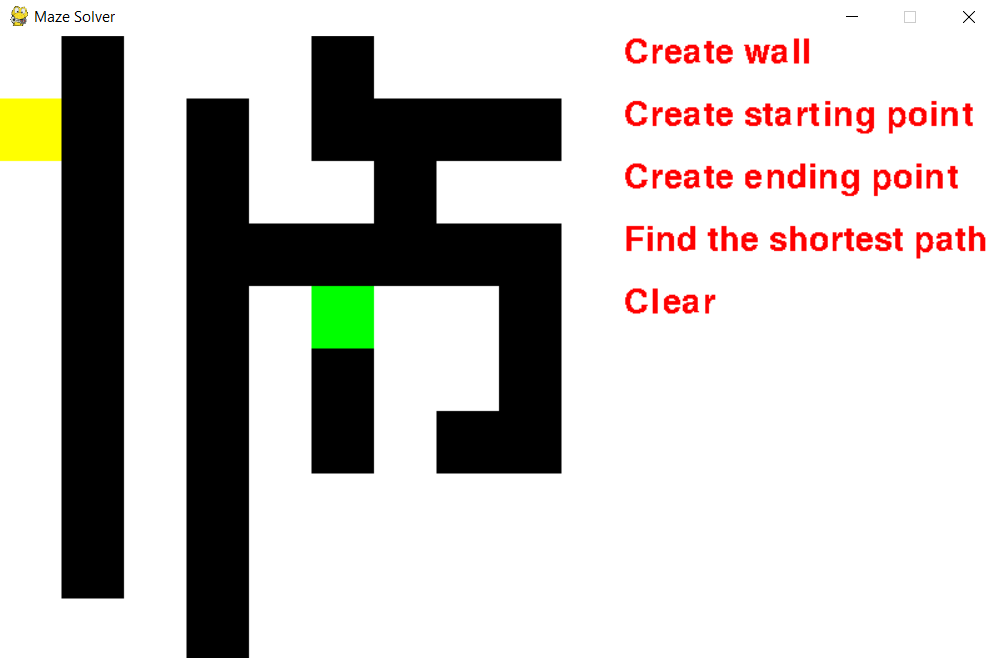 Maze Solver
Create wall
Create starting point
Create ending point
Find the shortest path
Clear